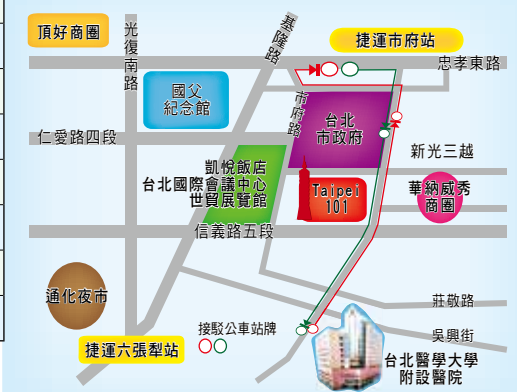 頂好商圈
光復南路
基隆路
捷運市府站
忠孝東路
國父
紀念館
市府路
台北
市政府
仁愛路四段
新光三越
凱悅飯店
台北國際會議中心
世貿展覽館
Taipei
101
華納威秀
商圈
信義路五段
通化夜市
莊敬路
接駁公車站牌
吳興街
捷運六張犁站
台北醫學大學
附設醫院